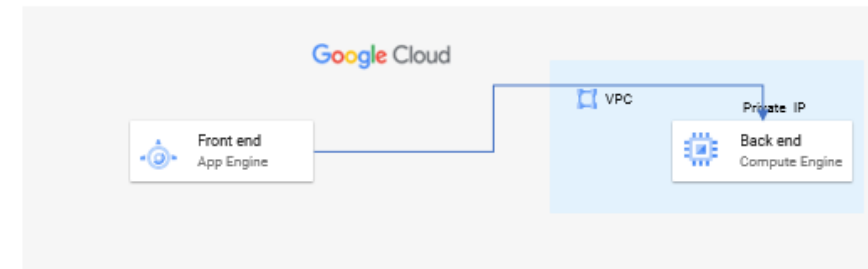 Google Cloud
VPC
Private IP
Front end
App Engine
Back end
Compute Engine